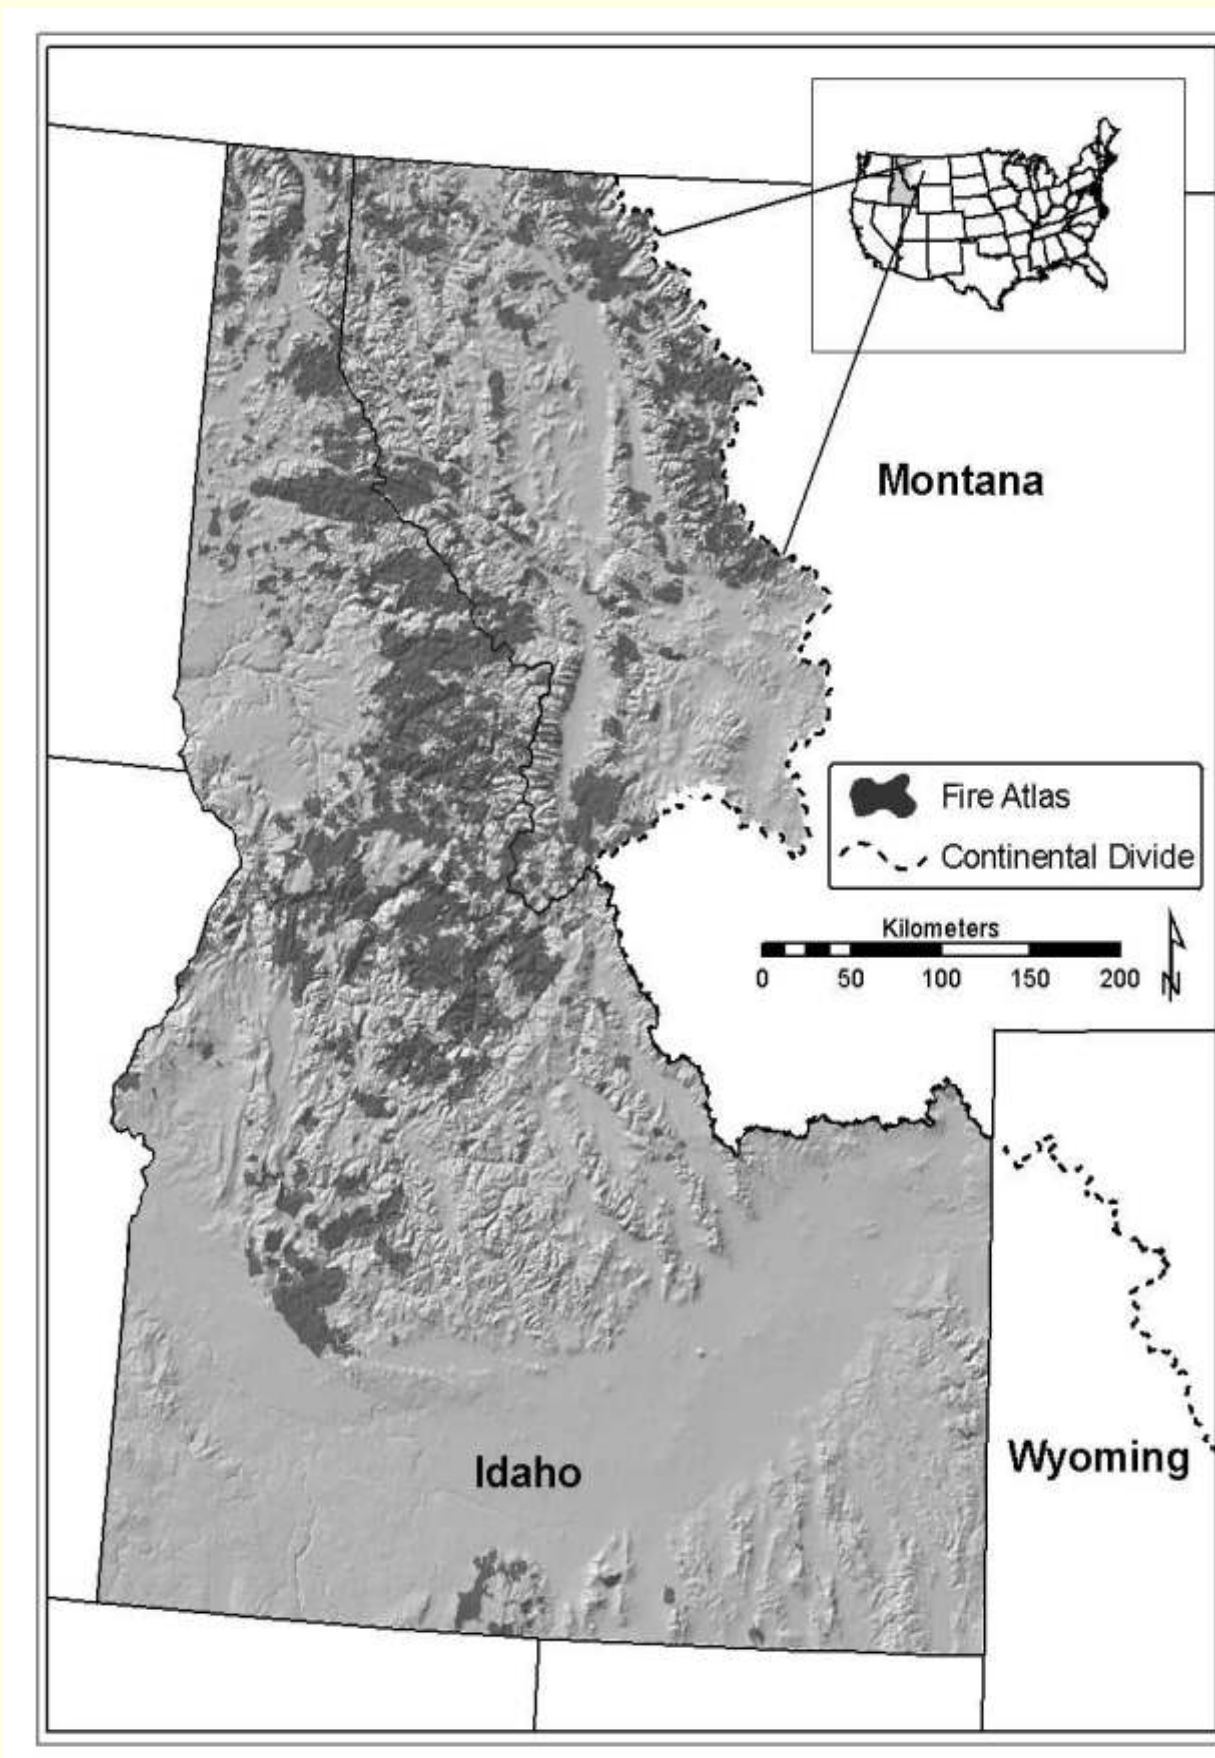 Montana
Fire Atlas
Continental Divide
Kilometers
0 50 100 150 200
N
Idaho
Wyoming